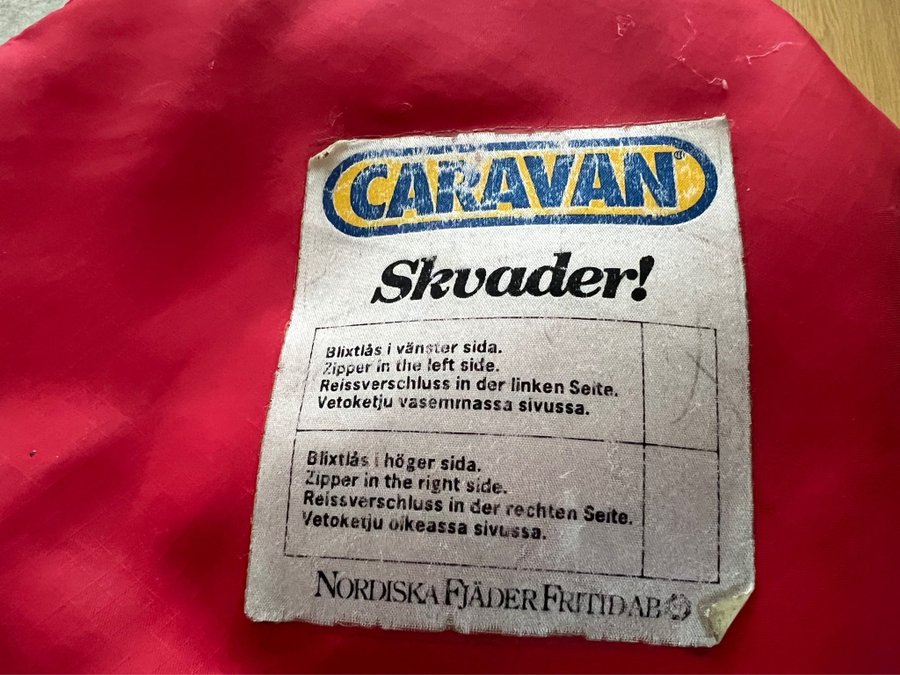 CARAVAN®
Skvader!
Blixtlås i vänster sida.
Zipper in the left side.
Reissverschluss in der linken Seite.
Vetoketju vasemmassa sivussa.
X
Blixtlås i höger sida.
Zipper in the right side.
Reissverschluss in der rechten Seite.
Vetoketju oikeassa sivussa.
NORDISKA FJÄDER FRITID AB